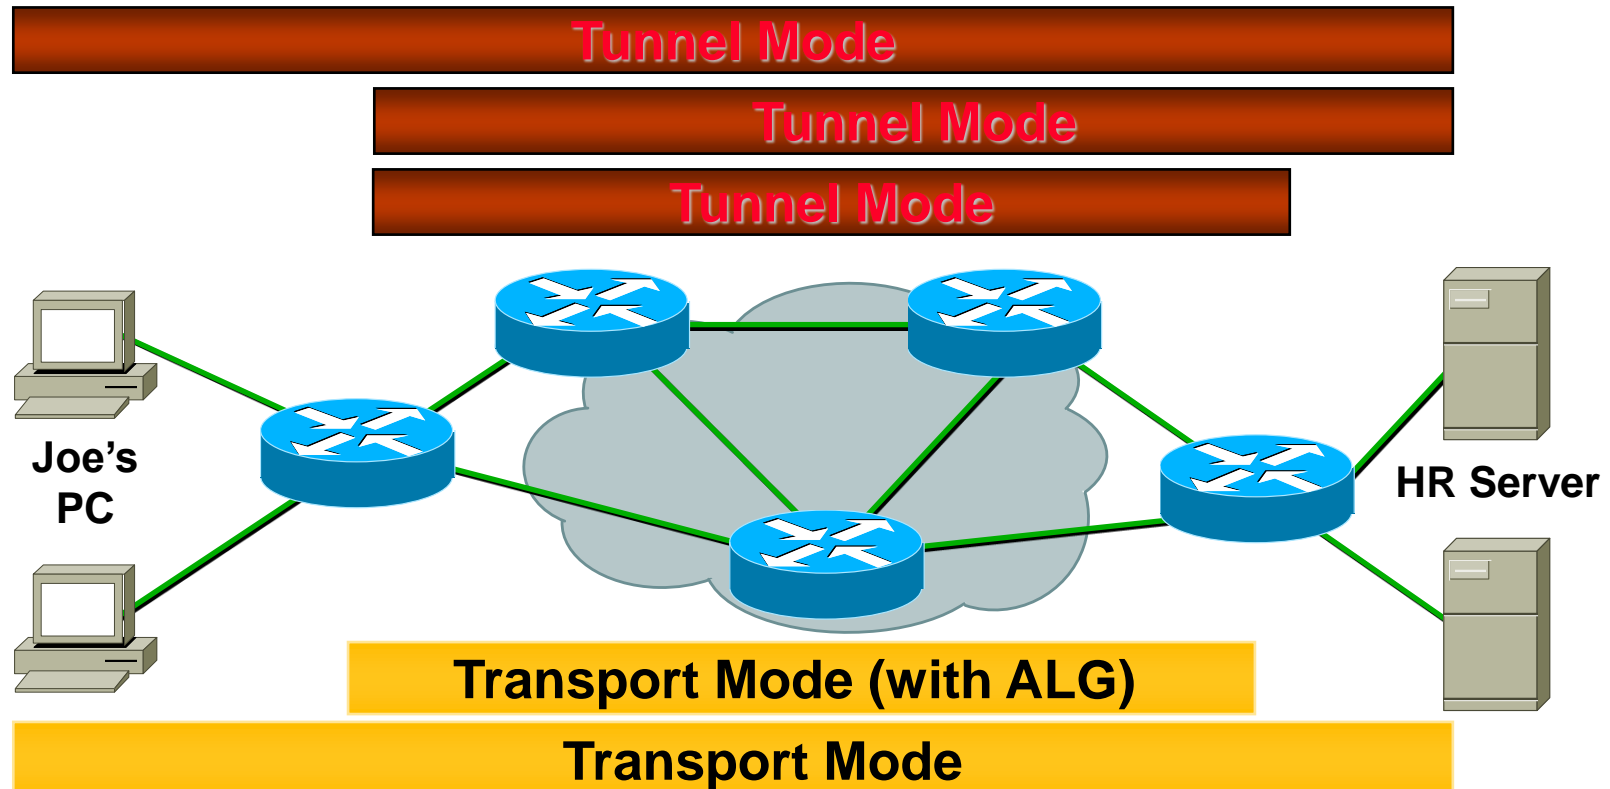 Tunnel Mode
Tunnel Mode
Tunnel Mode
Joe’s
PC
HR Server
Transport Mode (with ALG)
Transport Mode